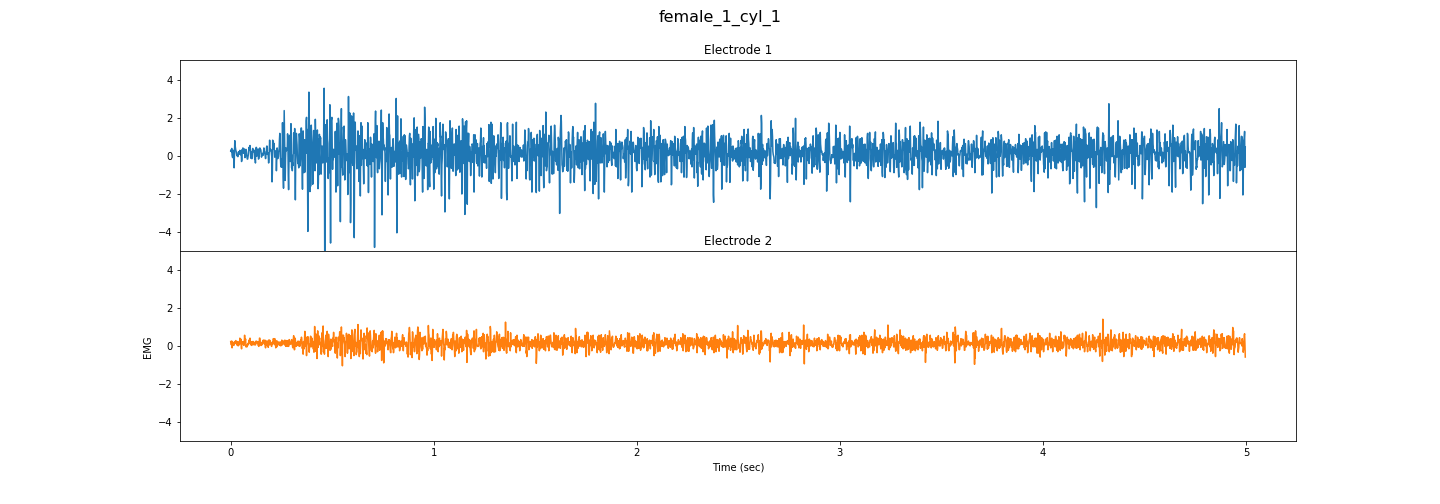 female_1_cyl_1
Electrode 1
4
2
0
−2
−4
Electrode 2
4
2
0
−2
−4
EMG
0 1 2 3 4 5
Time (sec)